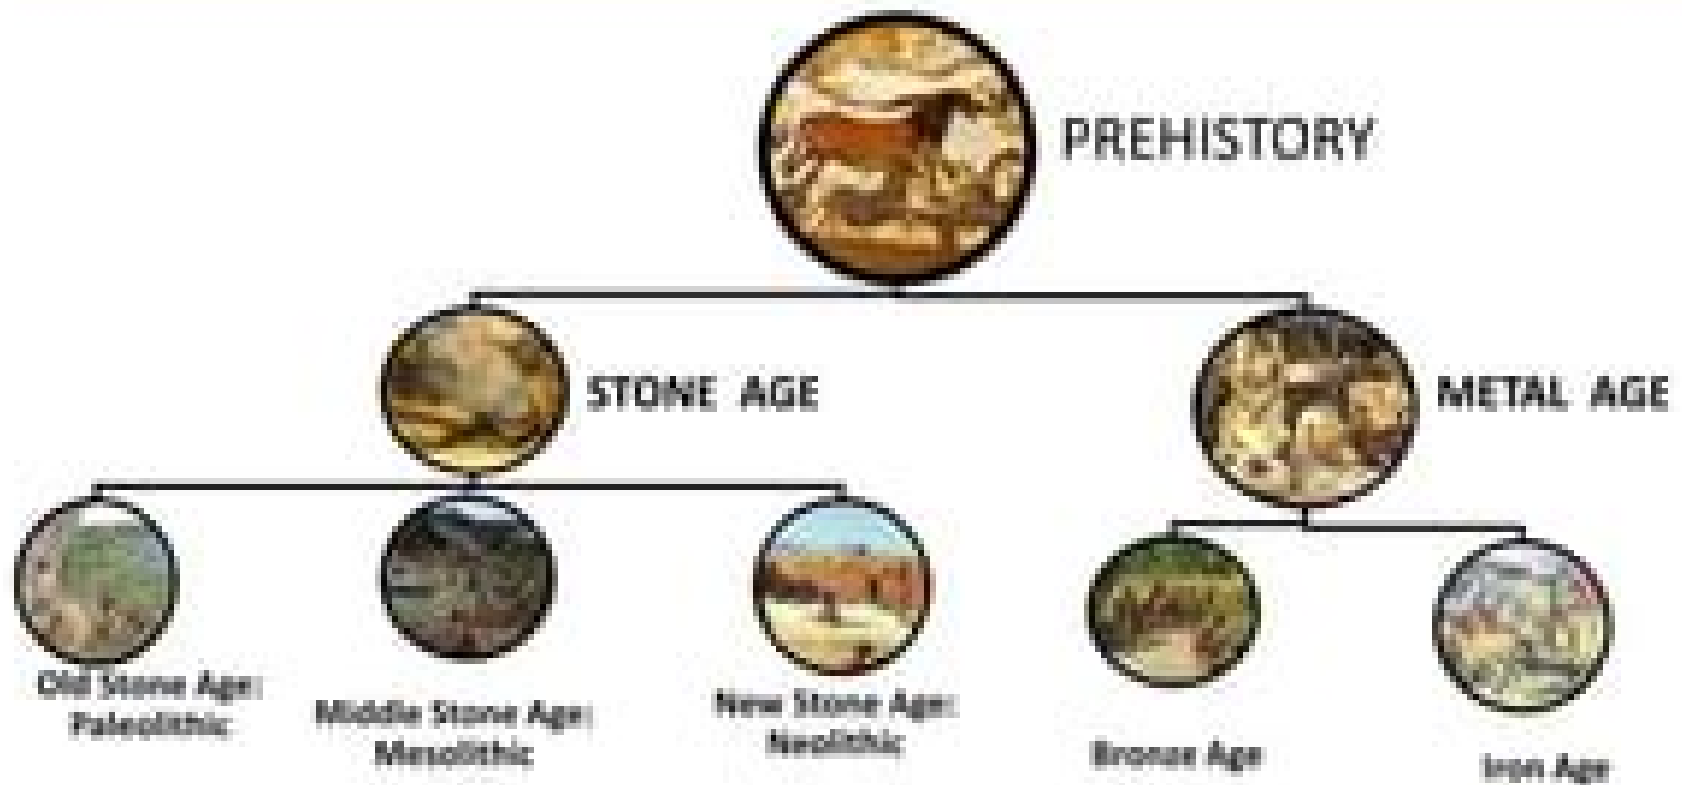 PREHISTORY
STONE AGE
METAL AGE
Old Stone Age:
Paleolithic
Middle Stone Age:
Mesolithic
New Stone Age:
Neolithic
Bronze Age
Iron Age